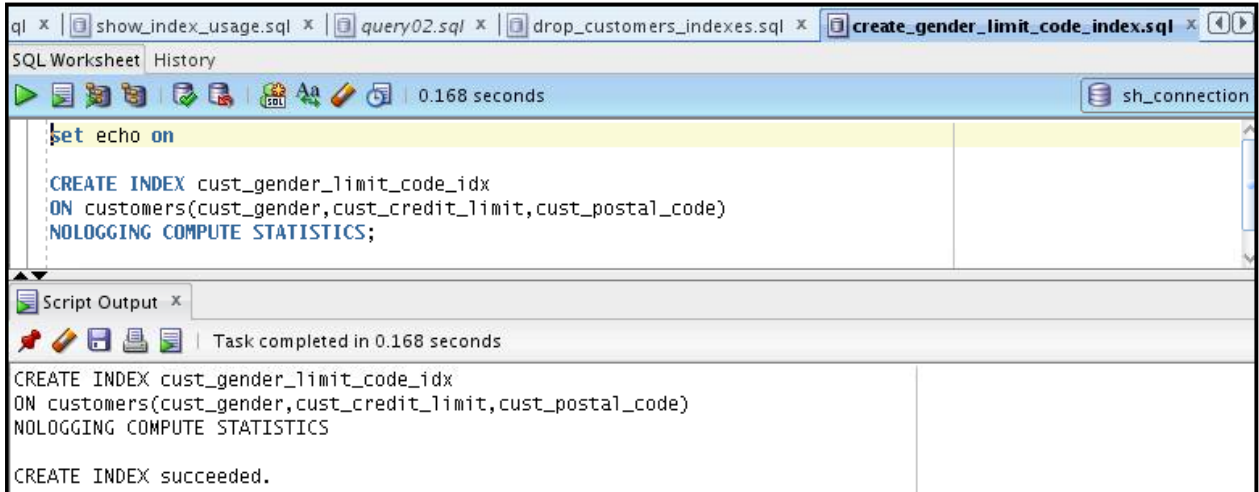 ql x show_index_usage.sql x query02.sql x drop_customers_indexes.sql x create_gender_limit_code_index.sql x
SQL Worksheet History
SQL Aa 0.168 seconds sh_connection
set echo on
CREATE INDEX cust_gender_limit_code_idx
ON customers(cust_gender,cust_credit_limit,cust_postal_code)
NOLOGGING COMPUTE STATISTICS;
Script Output x
Task completed in 0.168 seconds
CREATE INDEX cust_gender_limit_code_idx
ON customers(cust_gender,cust_credit_limit,cust_postal_code)
NOLOGGING COMPUTE STATISTICS
CREATE INDEX succeeded.